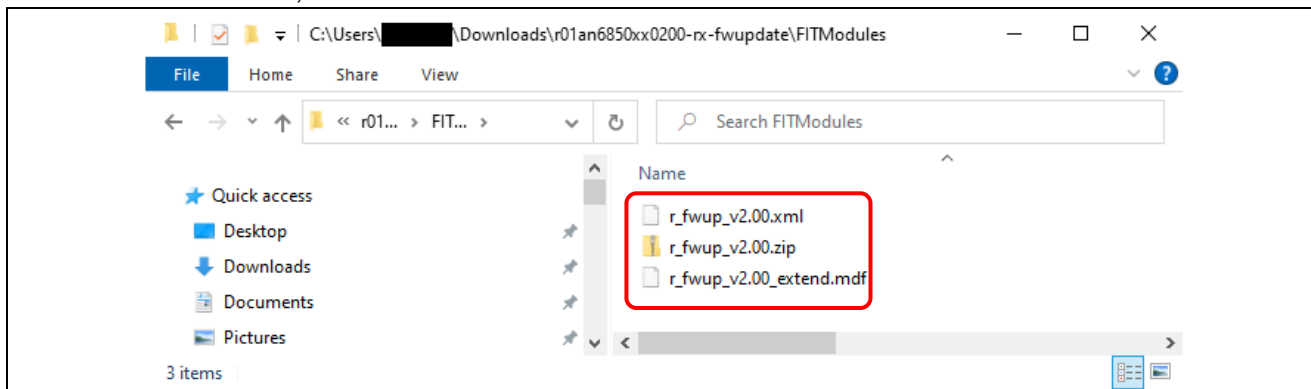 C:\Users\ \Downloads\r01an6850xx0200-rx-fwupdate\FITModules
File Home Share View
« r01... > FIT... > Search FITModules
Name
Quick access
r_fwup_v2.00.xml
Desktop
r_fwup_v2.00.zip
Downloads
r_fwup_v2.00_extend.mdf
Documents
Pictures
3 items